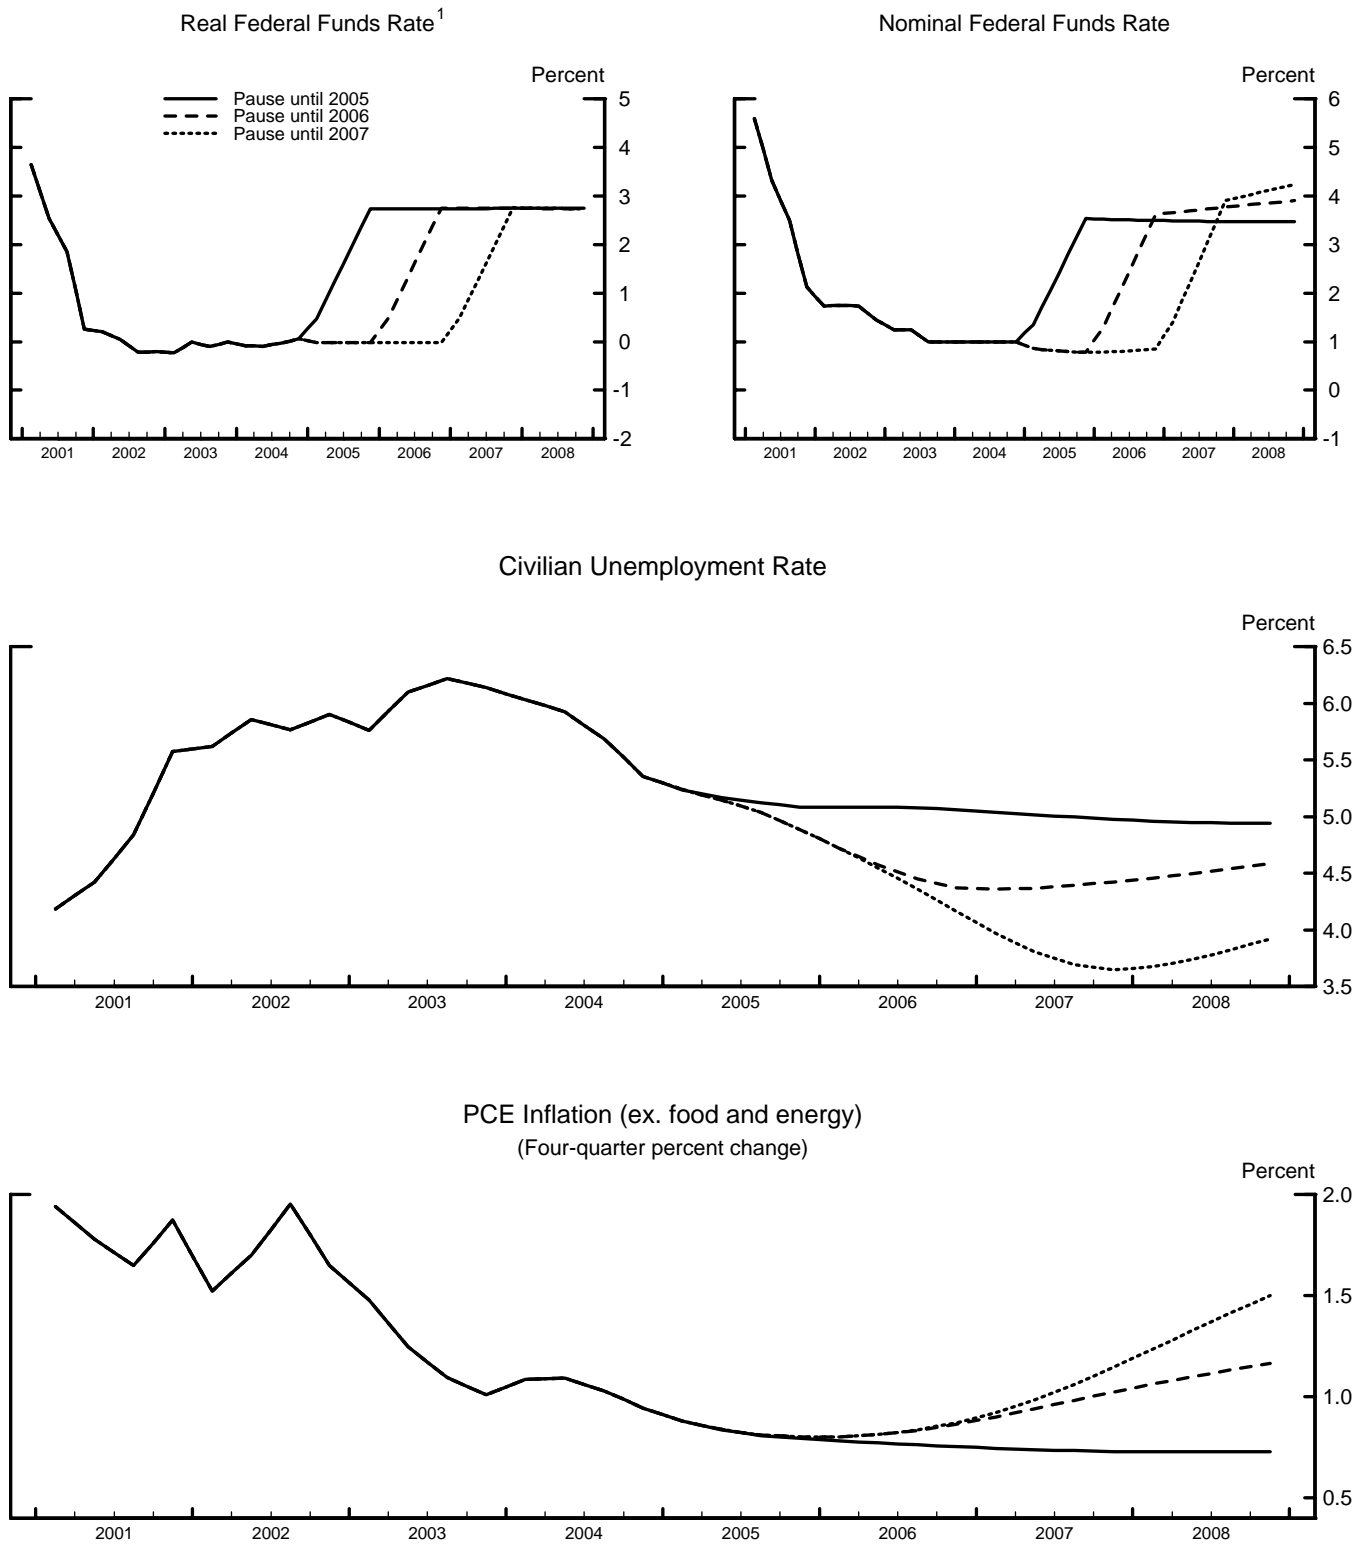 Real Federal Funds Rate1
Percent
Pause until 2005
Pause until 2006
Pause until 2007
5
4
3
2
1
0
-1
-2
2001 2002 2003 2004 2005 2006 2007 2008
Nominal Federal Funds Rate
Percent
6
5
4
3
2
1
0
-1
2001 2002 2003 2004 2005 2006 2007 2008
Civilian Unemployment Rate
Percent
6.5
6.0
5.5
5.0
4.5
4.0
3.5
2001 2002 2003 2004 2005 2006 2007 2008
PCE Inflation (ex. food and energy)
(Four-quarter percent change)
Percent
2.0
1.5
1.0
0.5
2001 2002 2003 2004 2005 2006 2007 2008